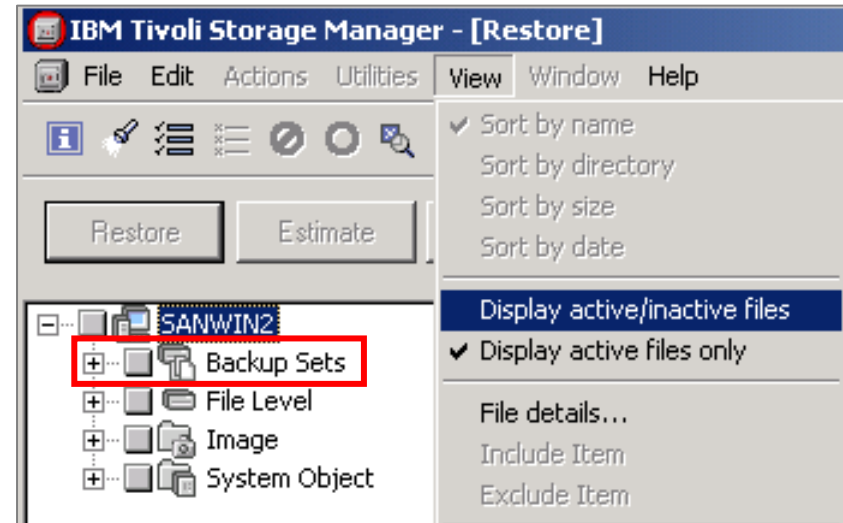 IBM Tivoli Storage Manager - [Restore]
File Edit Actions Utilities View Window Help
Sort by name
Sort by directory
Sort by size
Sort by date
Restore Estimate
Display active/inactive files
Display active files only
File details...
Include Item
Exclude Item
SANWIN2
Backup Sets
File Level
Image
System Object